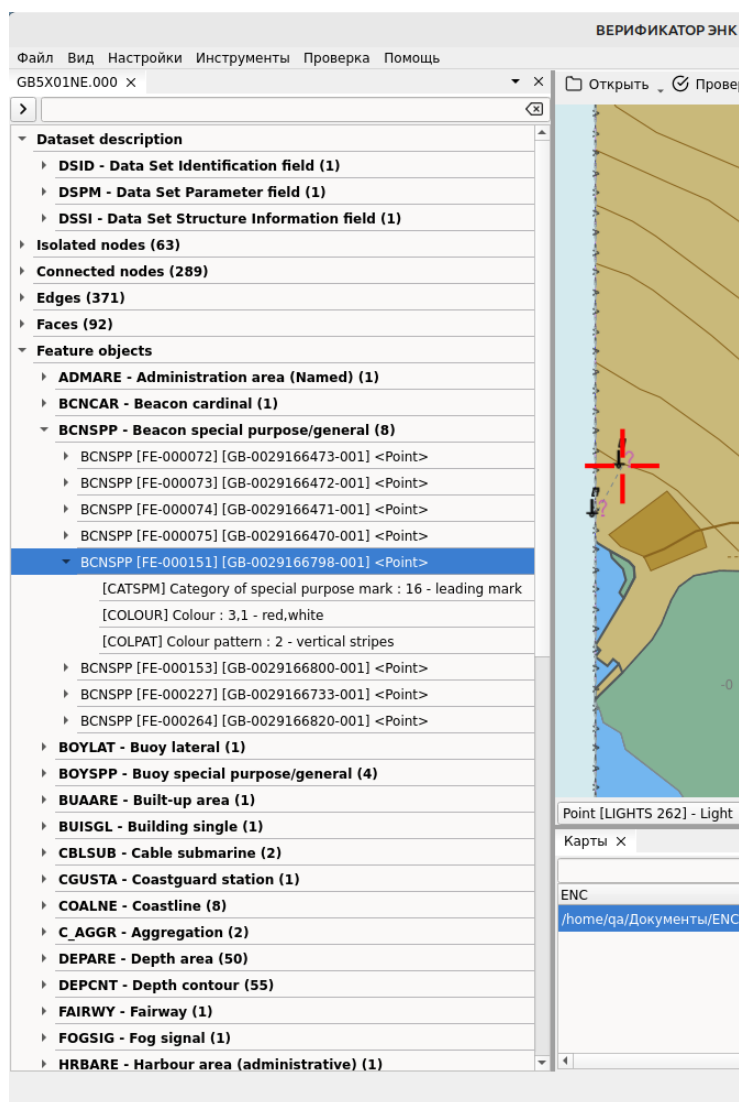 ВЕРИФИКАТОР ЭНК
Файл Вид Настройки Инструменты Проверка Помощь
GB5X01NE.000
Dataset description
DSID - Data Set Identification field (1)
DSPM - Data Set Parameter field (1)
DSSI - Data Set Structure Information field (1)
Isolated nodes (63)
Connected nodes (289)
Edges (371)
Faces (92)
Feature objects
ADMARE - Administration area (Named) (1)
BCNCAR - Beacon cardinal (1)
BCNSPP - Beacon special purpose/general (8)
BCNSPP [FE-000072] [GB-0029166473-001] <Point>
BCNSPP [FE-000073] [GB-0029166472-001] <Point>
BCNSPP [FE-000074] [GB-0029166471-001] <Point>
BCNSPP [FE-000075] [GB-0029166470-001] <Point>
BCNSPP [FE-000151] [GB-0029166798-001] <Point>
[CATSPM] Category of special purpose mark : 16 - leading mark
[COLOUR] Colour : 3,1 - red,white
[COLPAT] Colour pattern : 2 - vertical stripes
BCNSPP [FE-000153] [GB-0029166800-001] <Point>
BCNSPP [FE-000227] [GB-0029166733-001] <Point>
BCNSPP [FE-000264] [GB-0029166820-001] <Point>
BOYLAT - Buoy lateral (1)
BOYSPP - Buoy special purpose/general (4)
BUAARE - Built-up area (1)
BUISGL - Building single (1)
CBLSUB - Cable submarine (2)
CGUSTA - Coastguard station (1)
COALNE - Coastline (8)
C_AGGR - Aggregation (2)
DEPARE - Depth area (50)
DEPCNT - Depth contour (55)
FAIRWY - Fairway (1)
FOGSIG - Fog signal (1)
HRBARE - Harbour area (administrative) (1)
Открыть Прове
?
?
-0
Point [LIGHTS 262] - Light
Карты
ENC
/home/qa/Документы/ENC